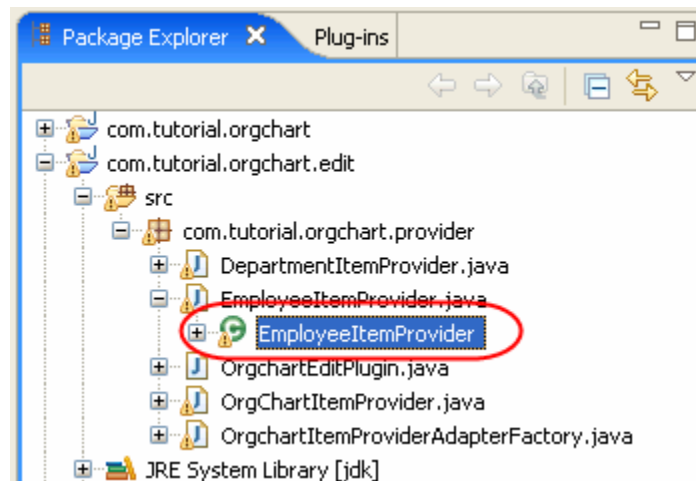 Package Explorer Plug-ins
com.tutorial.orgchart
com.tutorial.orgchart.edit
src
com.tutorial.orgchart.provider
DepartmentItemProvider.java
EmployeeItemProvider.java
EmployeeItemProvider
OrgchartEditPlugin.java
OrgChartItemProvider.java
OrgchartItemProviderAdapterFactory.java
JRE System Library [jdk]